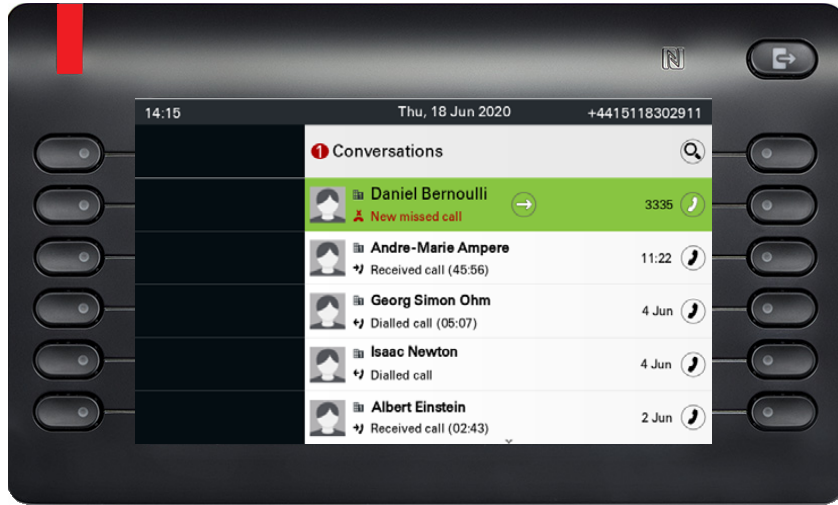 14:15
Thu, 18 Jun 2020
+4415118302911
1 Conversations
Daniel Bernoulli
New missed call
3335
Andre-Marie Ampere
Received call (45:56)
11:22
Georg Simon Ohm
Dialled call (05:07)
4 Jun
Isaac Newton
Dialled call
4 Jun
Albert Einstein
Received call (02:43)
2 Jun